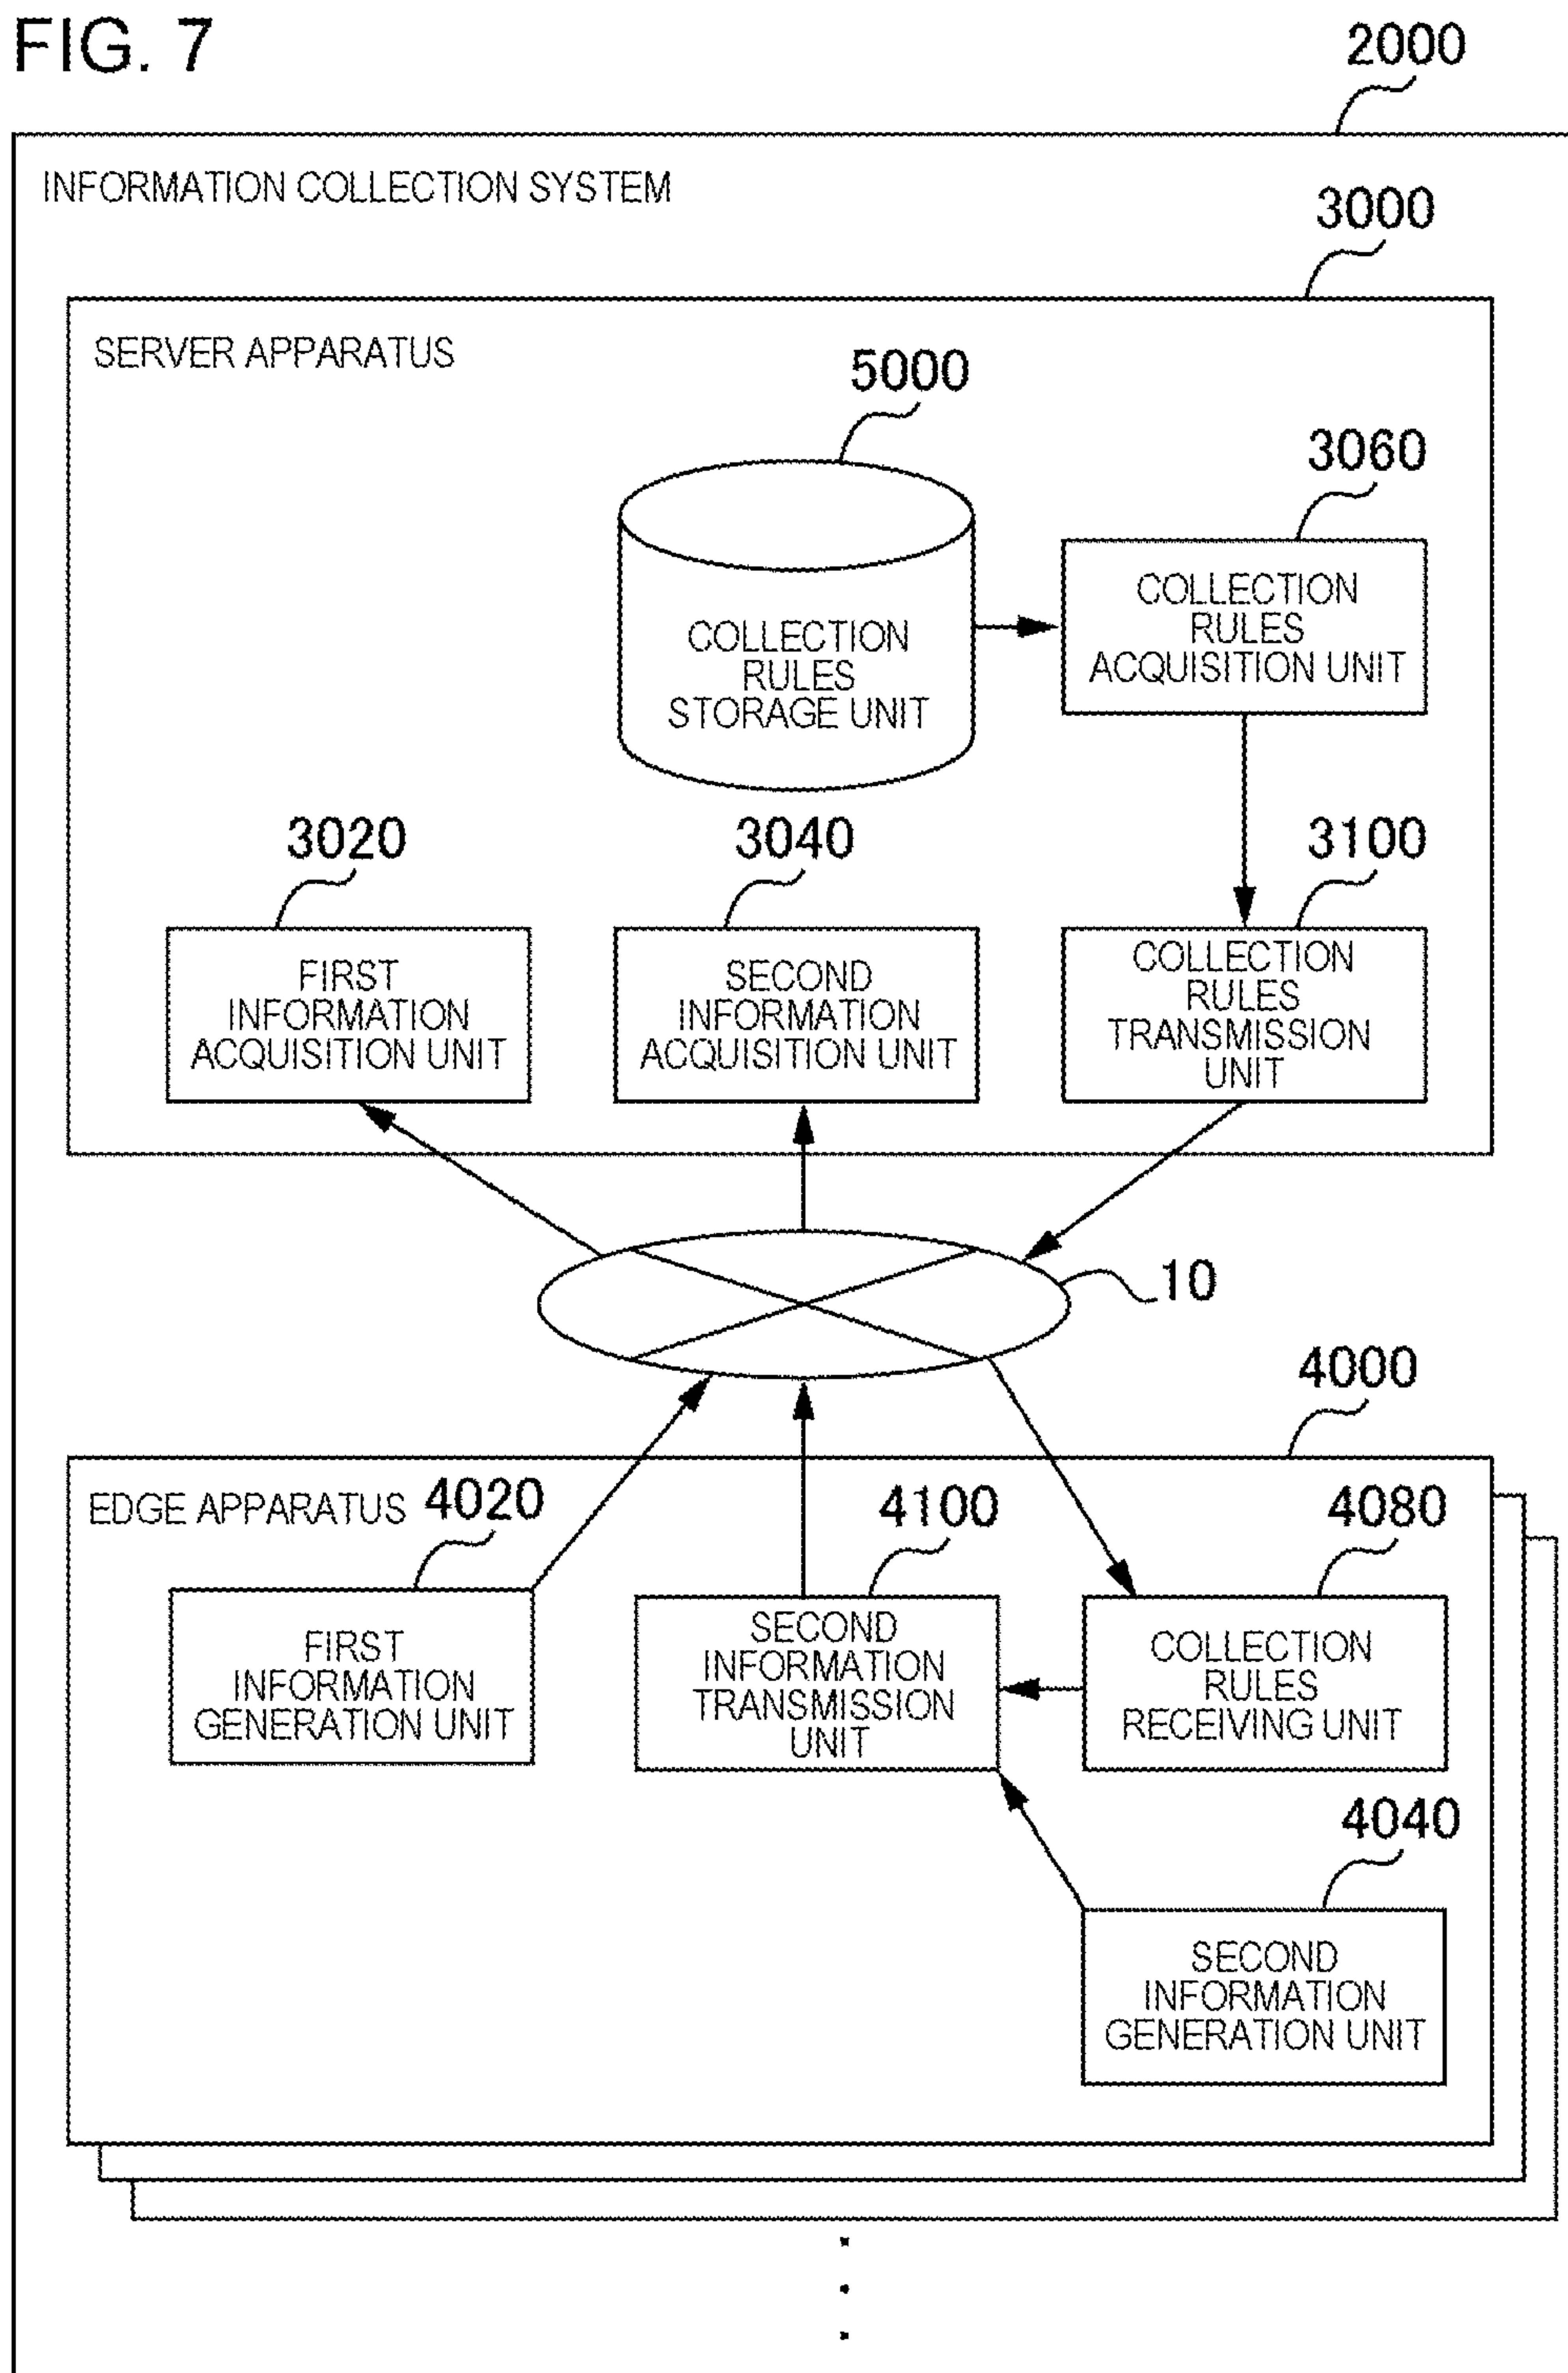 FIG. 7
2000
INFORMATION COLLECTION SYSTEM
3000
SERVER APPARATUS
5000
3060
COLLECTION
RULES
STORAGE UNIT
COLLECTION
RULES
ACQUISITION UNIT
3020
3040
3100
FIRST
INFORMATION
ACQUISITION UNIT
SECOND
INFORMATION
ACQUISITION UNIT
COLLECTION
RULES
TRANSMISSION
UNIT
10
4000
EDGE APPARATUS
4020
4100
4080
FIRST
INFORMATION
GENERATION UNIT
SECOND
INFORMATION
TRANSMISSION
UNIT
COLLECTION
RULES
RECEIVING UNIT
4040
SECOND
INFORMATION
GENERATION UNIT